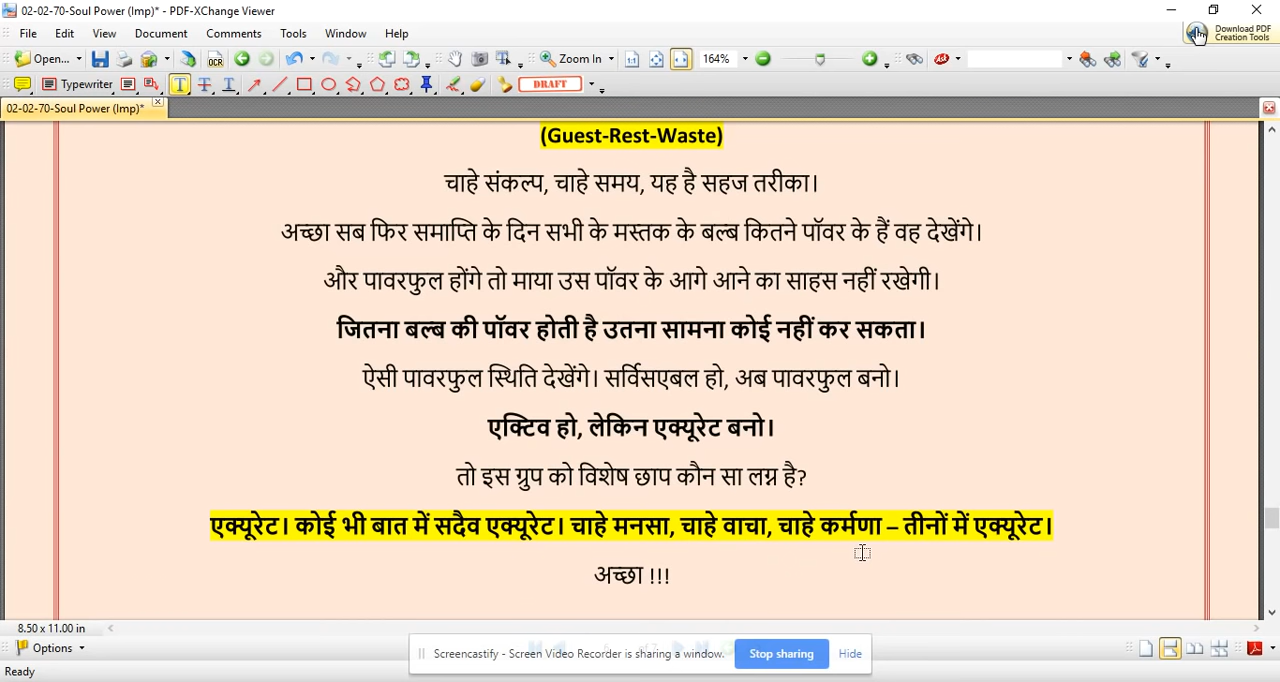 02-02-70-Soul Power (Imp)* - PDF-XChange Viewer
File Edit View Document Comments Tools Window Help
Download PDF Creation Tools
Open... OCR Zoom In 164%
Typewriter DRAFT
02-02-70-Soul Power (Imp)*
(Guest-Rest-Waste)
चाहे संकल्प, चाहे समय, यह है सहज तरीका।
अच्छा सब फिर समाप्ति के दिन सभी के मस्तक के बल्ब कितने पॉवर के हैं वह देखेंगे।
और पावरफुल होंगे तो माया उस पॉवर के आगे आने का साहस नहीं रखेगी।
जितना बल्ब की पॉवर होती है उतना सामना कोई नहीं कर सकता।
ऐसी पावरफुल स्थिति देखेंगे। सर्विसएबल हो, अब पावरफुल बनो।
एक्टिव हो, लेकिन एक्यूरेट बनो।
तो इस ग्रुप को विशेष छाप कौन सा लग्न है?
एक्यूरेट। कोई भी बात में सदैव एक्यूरेट। चाहे मनसा, चाहे वाचा, चाहे कर्मणा – तीनों में एक्यूरेट।
अच्छा !!!
8.50 x 11.00 in
Options
Screencastify - Screen Video Recorder is sharing a window. Stop sharing Hide
Ready